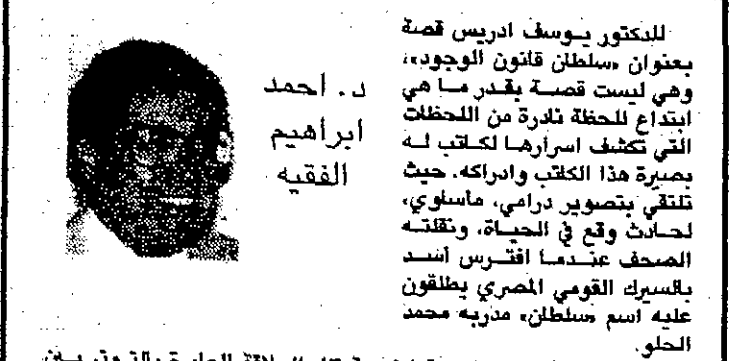 للدكتور يوسف ادريس قصة
بعنوان «سلطان قانون الوجود»،
وهي ليست قصة بقدر ما هي
ابتداع للحظة نادرة من اللحظات
التي تكشف اسرارها لكاتب له
بصيرة هذا الكاتب وادراكه. حيث
تلتقي بتصوير درامي، مأساوي،
لحادث وقع في الحياة، ونقلته
الصحف عندما افترس أسد
بالسيرك القومي المصري يطلقون
عليه اسم «سلطان» مدربه محمد
الحلو.
د. احمد
ابراهيم
الفقيه